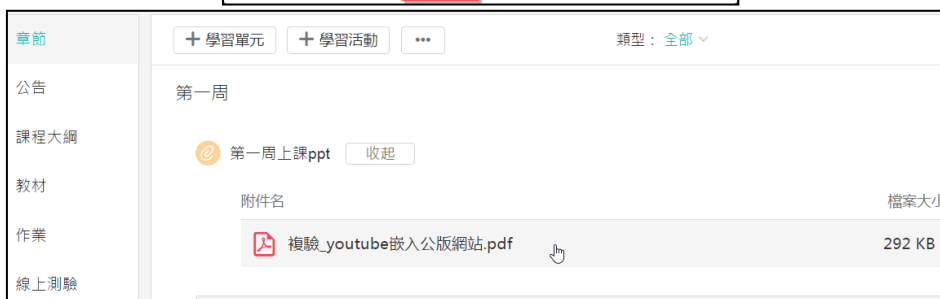 章節
公告
課程大綱
教材
作業
線上測驗
+ 學習單元 + 學習活動 ••• 類型： 全部
第一周
第一周上課ppt 收起
附件名 檔案大小
複驗_youtube嵌入公版網站.pdf 292 KB